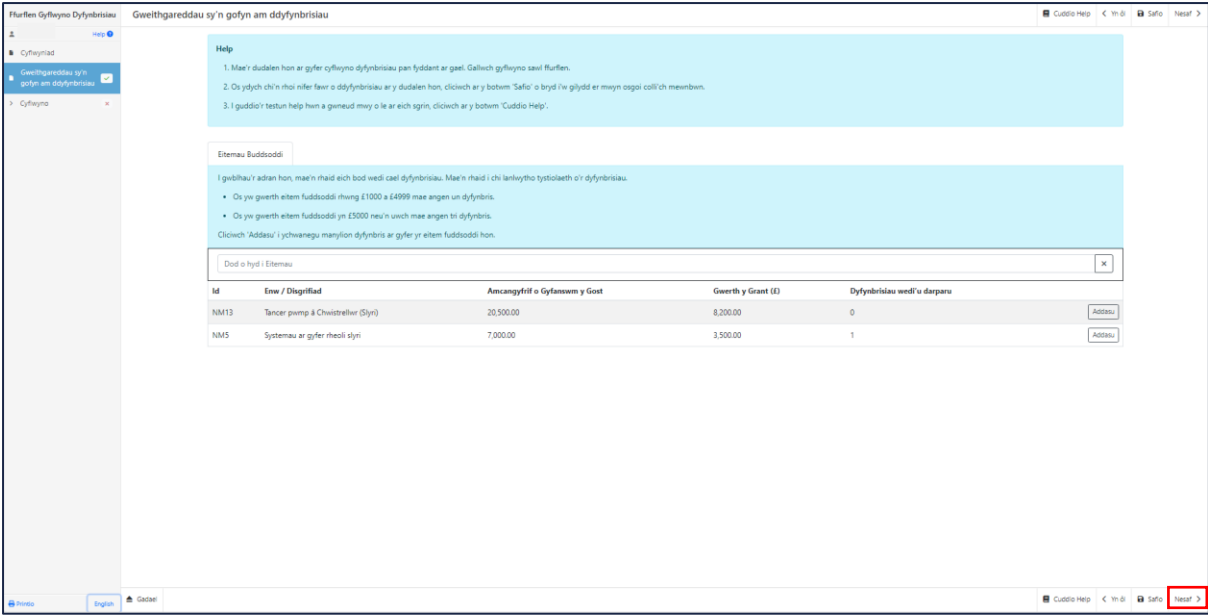 Ffurflen Gyflwyno Dyfynbrisiau
Gweithgareddau sy'n gofyn am ddyfynbrisiau
Cuddio Help
Yn ôl
Safio
Nesaf
Help
Cyflwyniad
Gweithgareddau sy'n
gofyn am ddyfynbrisiau
Cyflwyno
Help
1. Mae'r dudalen hon ar gyfer cyflwyno dyfynbrisiau pan fyddant ar gael. Gallwch gyflwyno sawl ffurflen.
2. Os ydych chi'n rhoi nifer fawr o ddyfynbrisiau ar y dudalen hon, cliciwch ar y botwm 'Safio' o bryd i'w gilydd er mwyn osgoi colli'ch mewnbwn.
3. I guddio'r testun help hwn a gwneud mwy o le ar eich sgrin, cliciwch ar y botwm 'Cuddio Help'.
Eitemau Buddsoddi
I gwblhau'r adran hon, mae'n rhaid eich bod wedi cael dyfynbrisiau. Mae'n rhaid i chi lanlwytho tystiolaeth o'r dyfynbrisiau.
• Os yw gwerth eitem fuddsoddi rhwng £1000 a £4999 mae angen un dyfynbris.
• Os yw gwerth eitem fuddsoddi yn £5000 neu'n uwch mae angen tri dyfynbris.
Cliciwch 'Addasu' i ychwanegu manylion dyfynbris ar gyfer yr eitem fuddsoddi hon.
Dod o hyd i Eitemau
Id Enw / Disgrifiad Amcangyfrif o Gyfanswm y Gost Gwerth y Grant (£) Dyfynbrisiau wedi'u darparu
NM13 Tancer pwmp â Chwistrellwr (Slyri) 20,500.00 8,200.00 0 Addasu
NM5 Systemau ar gyfer rheoli slyri 7,000.00 3,500.00 1 Addasu
Printio
English
Gadael
Cuddio Help
Yn ôl
Safio
Nesaf